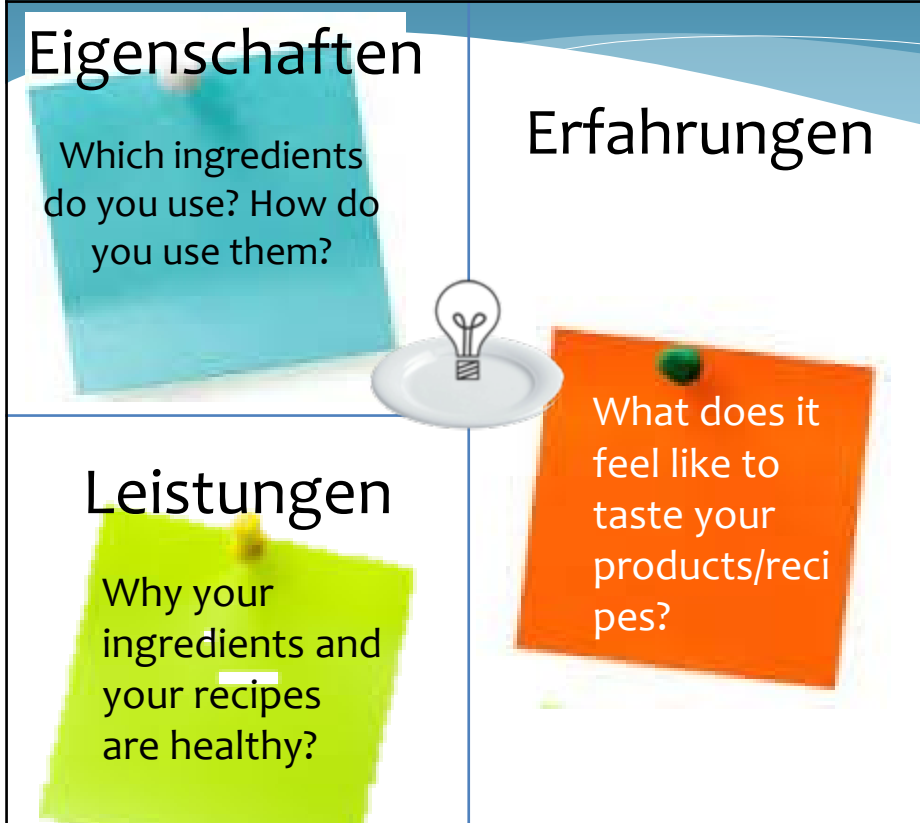 Eigenschaften
Which ingredients
do you use? How do
you use them?
Erfahrungen
What does it
feel like to
taste your
products/reci
pes?
Leistungen
Why your
ingredients and
your recipes
are healthy?